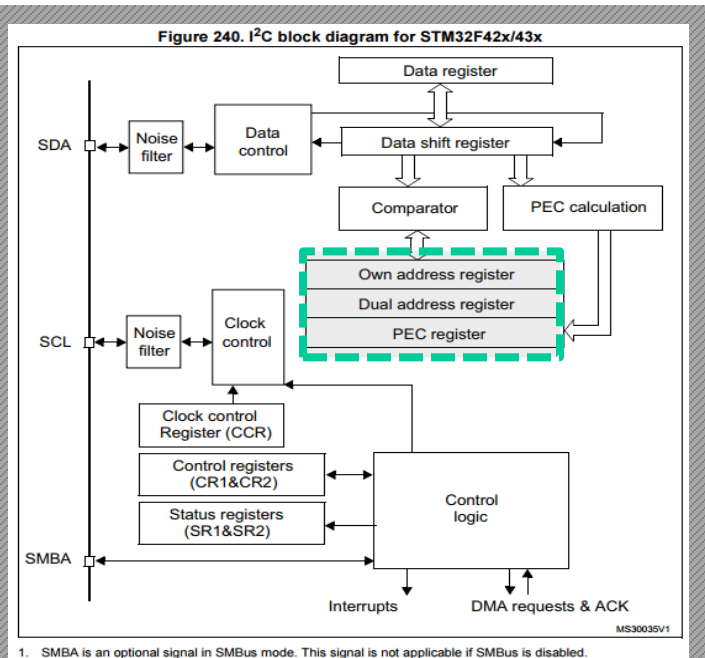 Figure 240. I²C block diagram for STM32F42x/43x
Data register
SDA
Noise
filter
Data
control
Data shift register
Comparator
PEC calculation
Own address register
Dual address register
PEC register
SCL
Noise
filter
Clock
control
Clock control
Register (CCR)
Control registers
(CR1&CR2)
Status registers
(SR1&SR2)
Control
logic
SMBA
Interrupts
DMA requests & ACK
MS30035V1
1. SMBA is an optional signal in SMBus mode. This signal is not applicable if SMBus is disabled.